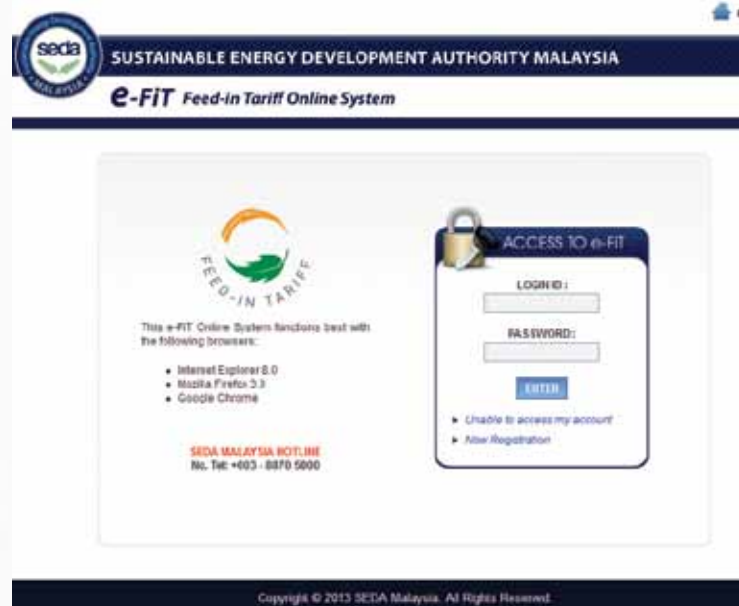 seda
MALAYSIA
SUSTAINABLE ENERGY DEVELOPMENT AUTHORITY MALAYSIA
e-FiT Feed-in Tariff Online System
FEED-IN TARIFF
This e-FiT Online System functions best with
the following browsers:
Internet Explorer 8.0
Mozilla Firefox 3.
Google Chrome
SEDA MALAYSIA HOTLINE
No. Tel: +603 - 8870 5800
ACCESS TO e-FiT
LOGIN ID :
PASSWORD:
ENTER
Unable to access my account
New Registration
Copyright © 2013 SEDA Malaysia. All Rights Reserved.